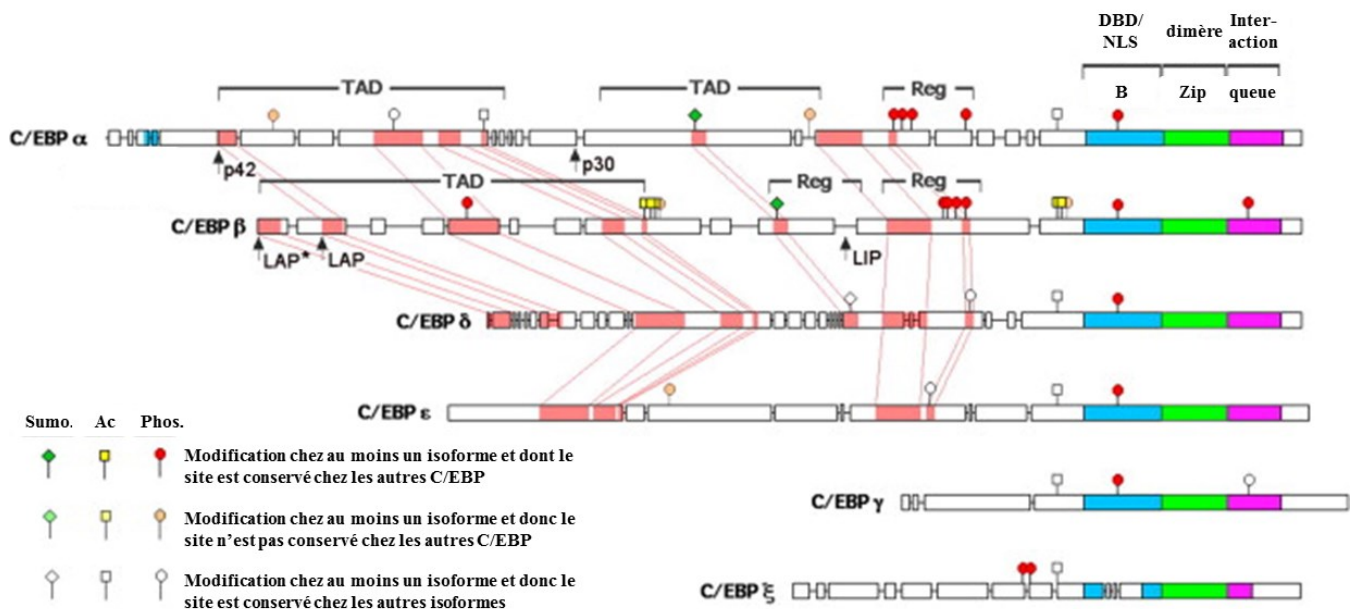 DBD/ dimère Inter-
NLS action
TAD TAD Reg B Zip queue
C/EBP α
p42 p30
TAD Reg Reg
C/EBP β
LAP* LAP LIP
C/EBP δ
C/EBP ε
Sumo. Ac Phos.
Modification chez au moins un isoforme et dont le
site est conservé chez les autres C/EBP
C/EBP γ
Modification chez au moins un isoforme et donc le
site n'est pas conservé chez les autres C/EBP
Modification chez au moins un isoforme et donc le
site est conservé chez les autres isoformes
C/EBP ξ